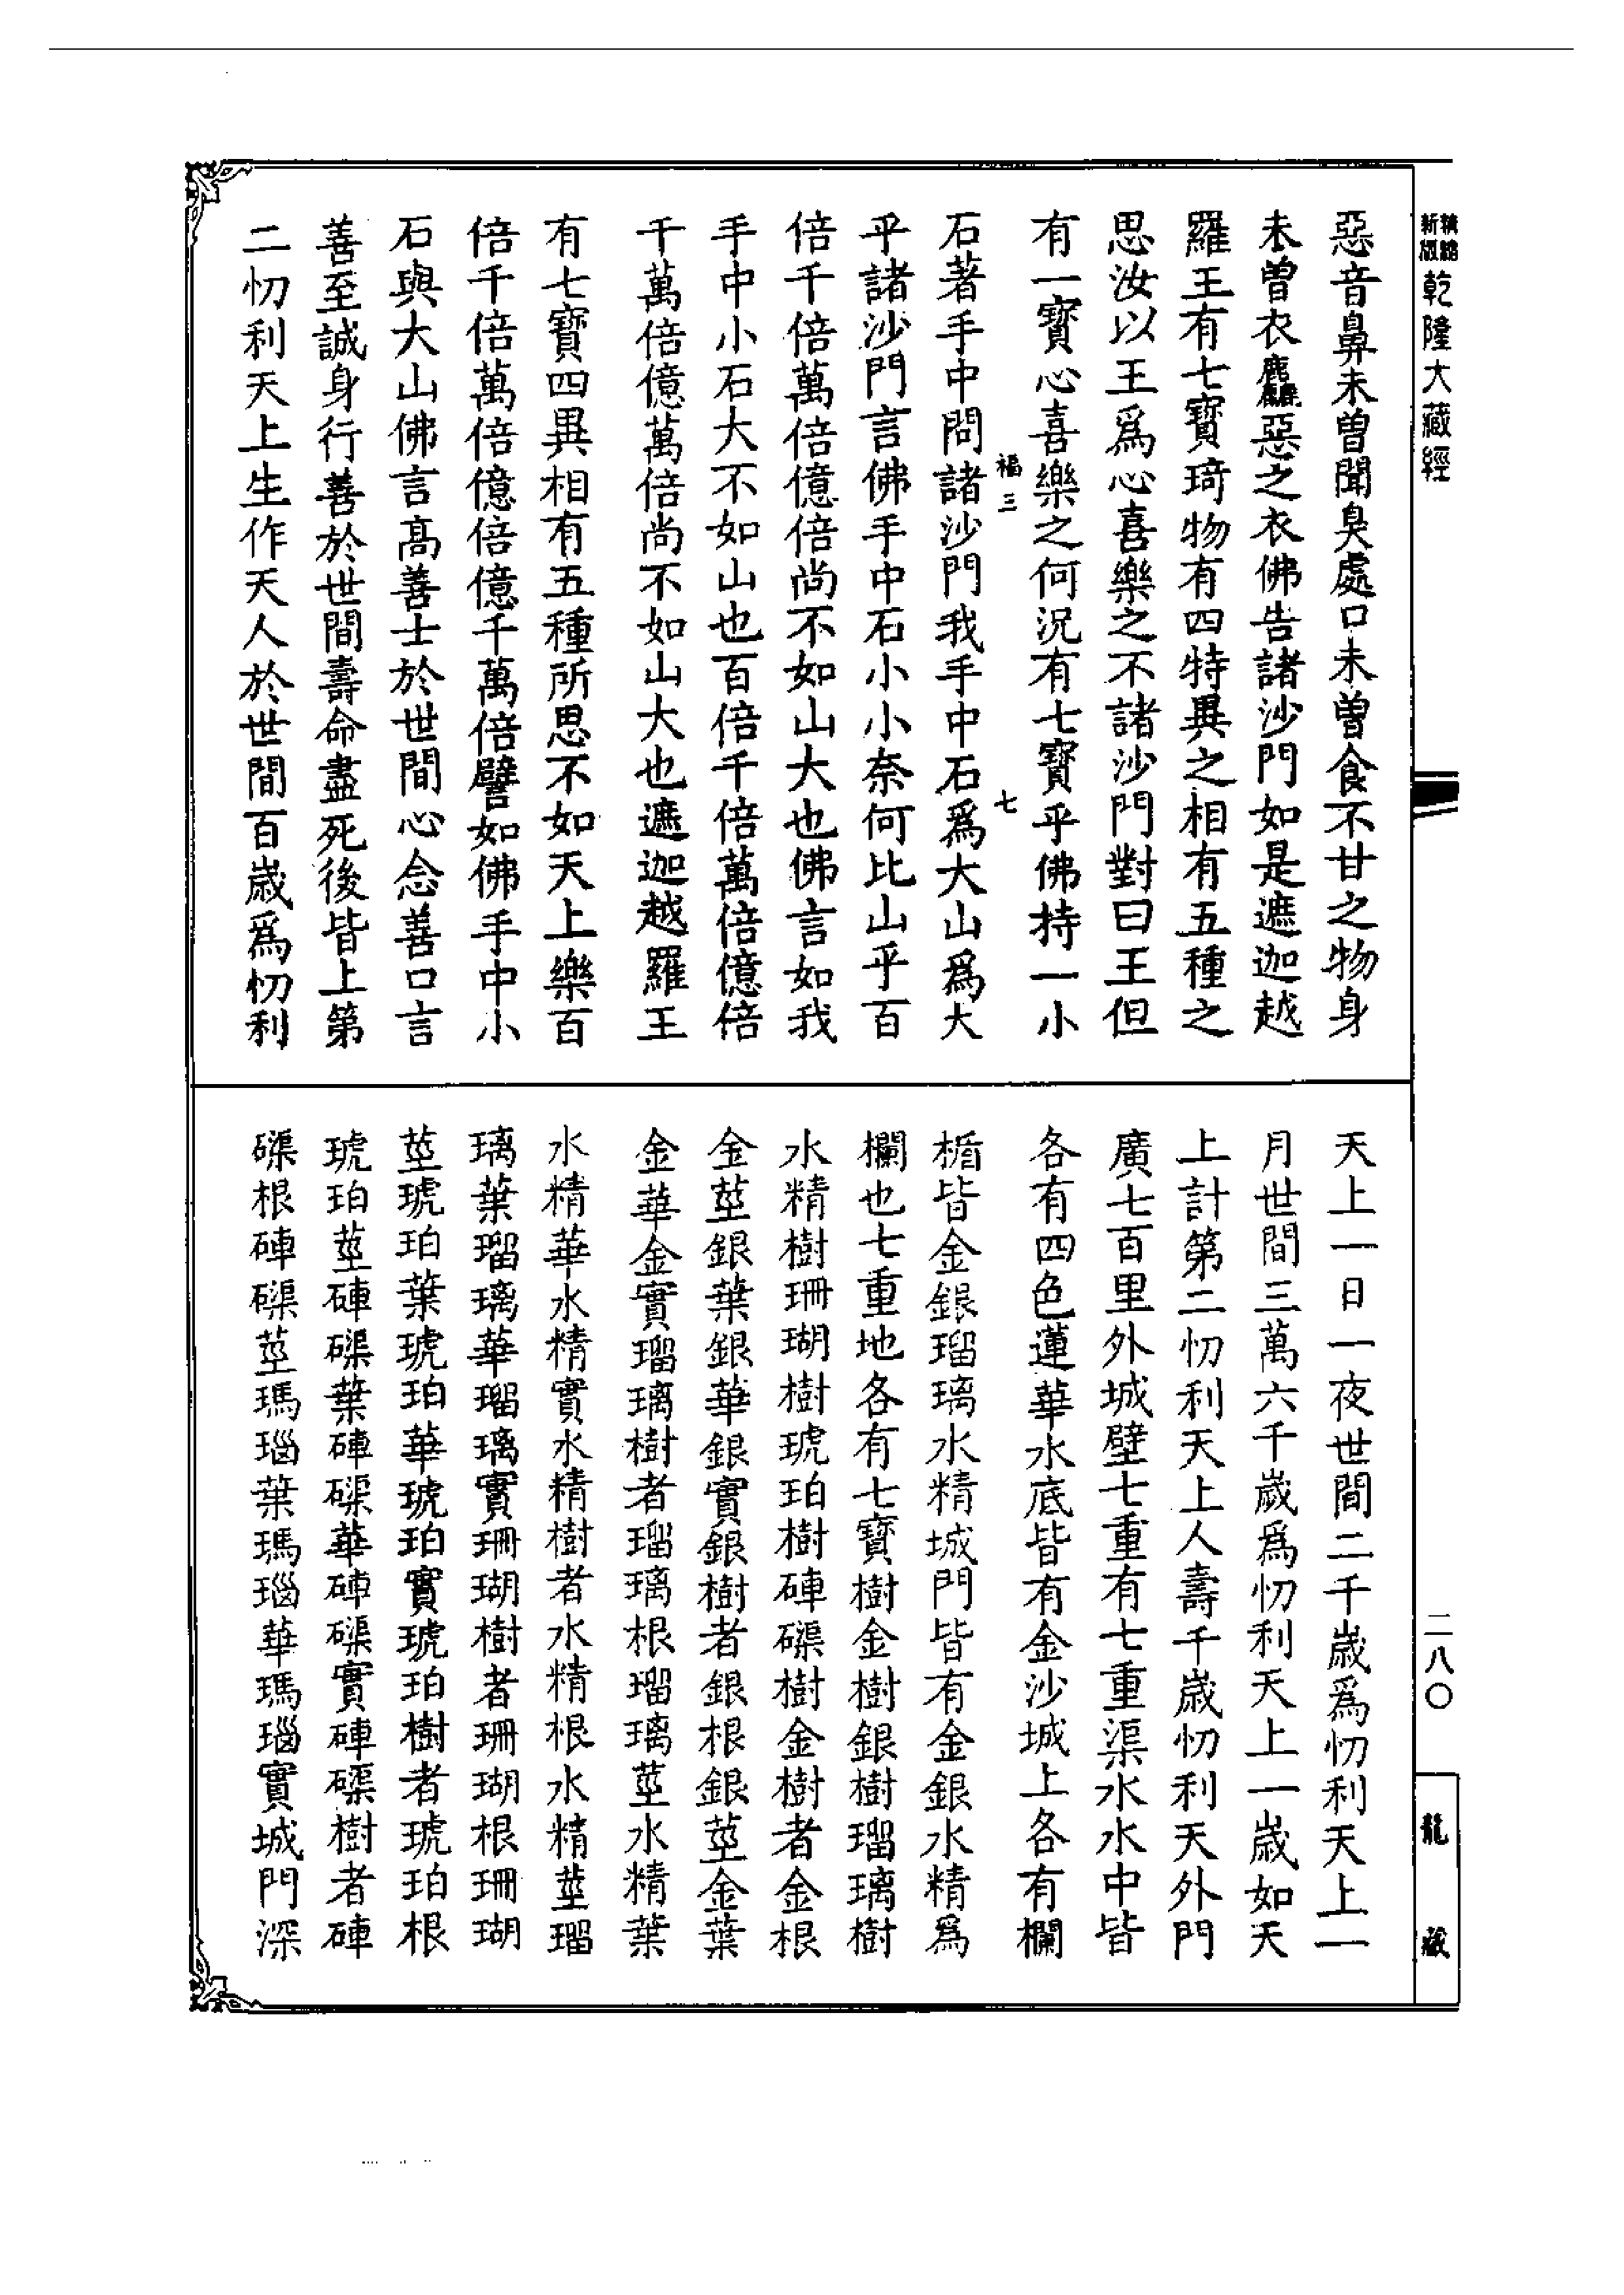 新編縮版乾隆大藏經
惡音鼻未曾聞臭處口未曾食不甘之物身
未曾衣麤惡之衣佛告諸沙門如是遮迦越
羅王有七寶琦物有四特異之相有五種之
思汝以王爲心喜樂之不諸沙門對曰王但
有一寶心喜樂之何況有七寶乎佛持一小
福三 七
石著手中問諸沙門我手中石爲大山爲大
乎諸沙門言佛手中石小小奈何比山乎百
倍千倍萬倍億倍尚不如山大也佛言如我
手中小石大不如山也百倍千倍萬倍億倍
千萬倍億萬倍尚不如山大也遮迦越羅王
有七寶四異相有五種所思不如天上樂百
倍千倍萬倍億倍億千萬倍譬如佛手中小
石與大山佛言高善士於世間心念善口言
善至誠身行善於世間壽命盡死後皆上第
二忉利天上生作天人於世間百歲爲忉利
天上一日一夜世間二千歲爲忉利天上一
月世間三萬六千歲爲忉利天上一歲如天
上計第二忉利天上人壽千歲忉利天外門
廣七百里外城壁七重有七重渠水水中皆
各有四色蓮華水底皆有金沙城上各有欄
楯皆金銀瑠璃水精城門皆有金銀水精爲
欄也七重地各有七寶樹金樹銀樹瑠璃樹
水精樹珊瑚樹琥珀樹硨磲樹金樹者金根
金莖銀葉銀華銀實銀樹者銀根銀莖金葉
金華金實瑠璃樹者瑠璃根瑠璃莖水精葉
水精華水精實水精樹者水精根水精莖瑠
璃葉瑠璃華瑠璃實珊瑚樹者珊瑚根珊瑚
莖琥珀葉琥珀華琥珀實琥珀樹者琥珀根
琥珀莖硨磲葉硨磲華硨磲實硨磲樹者硨
磲根硨磲莖瑪瑙葉瑪瑙華瑪瑙實城門深
二八〇
龍藏